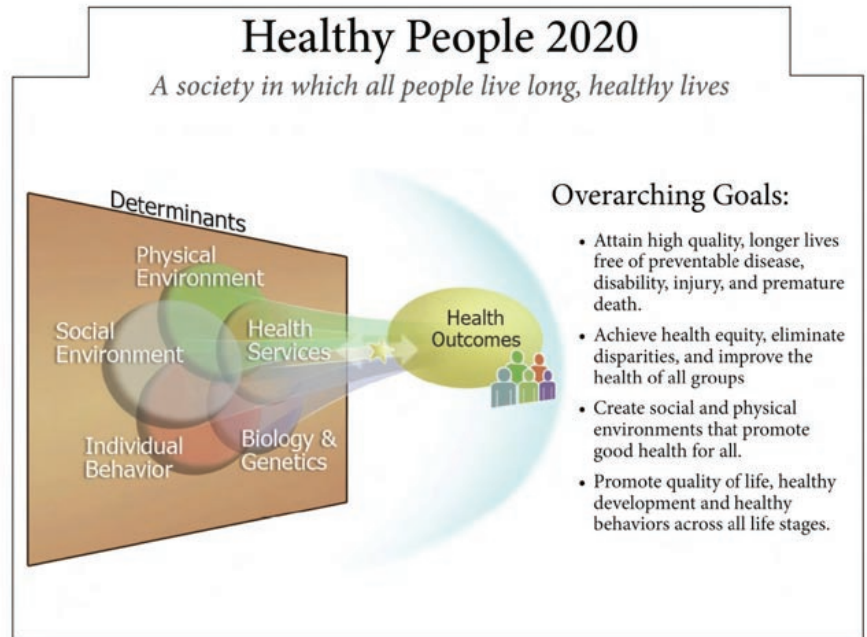 Healthy People 2020
A society in which all people live long, healthy lives
Determinants
Physical
Environment
Social
Environment
Health
Services
Individual
Behavior
Biology &
Genetics
Health
Outcomes
Overarching Goals:
• Attain high quality, longer lives
free of preventable disease,
disability, injury, and premature
death.
• Achieve health equity, eliminate
disparities, and improve the
health of all groups
• Create social and physical
environments that promote
good health for all.
• Promote quality of life, healthy
development and healthy
behaviors across all life stages.